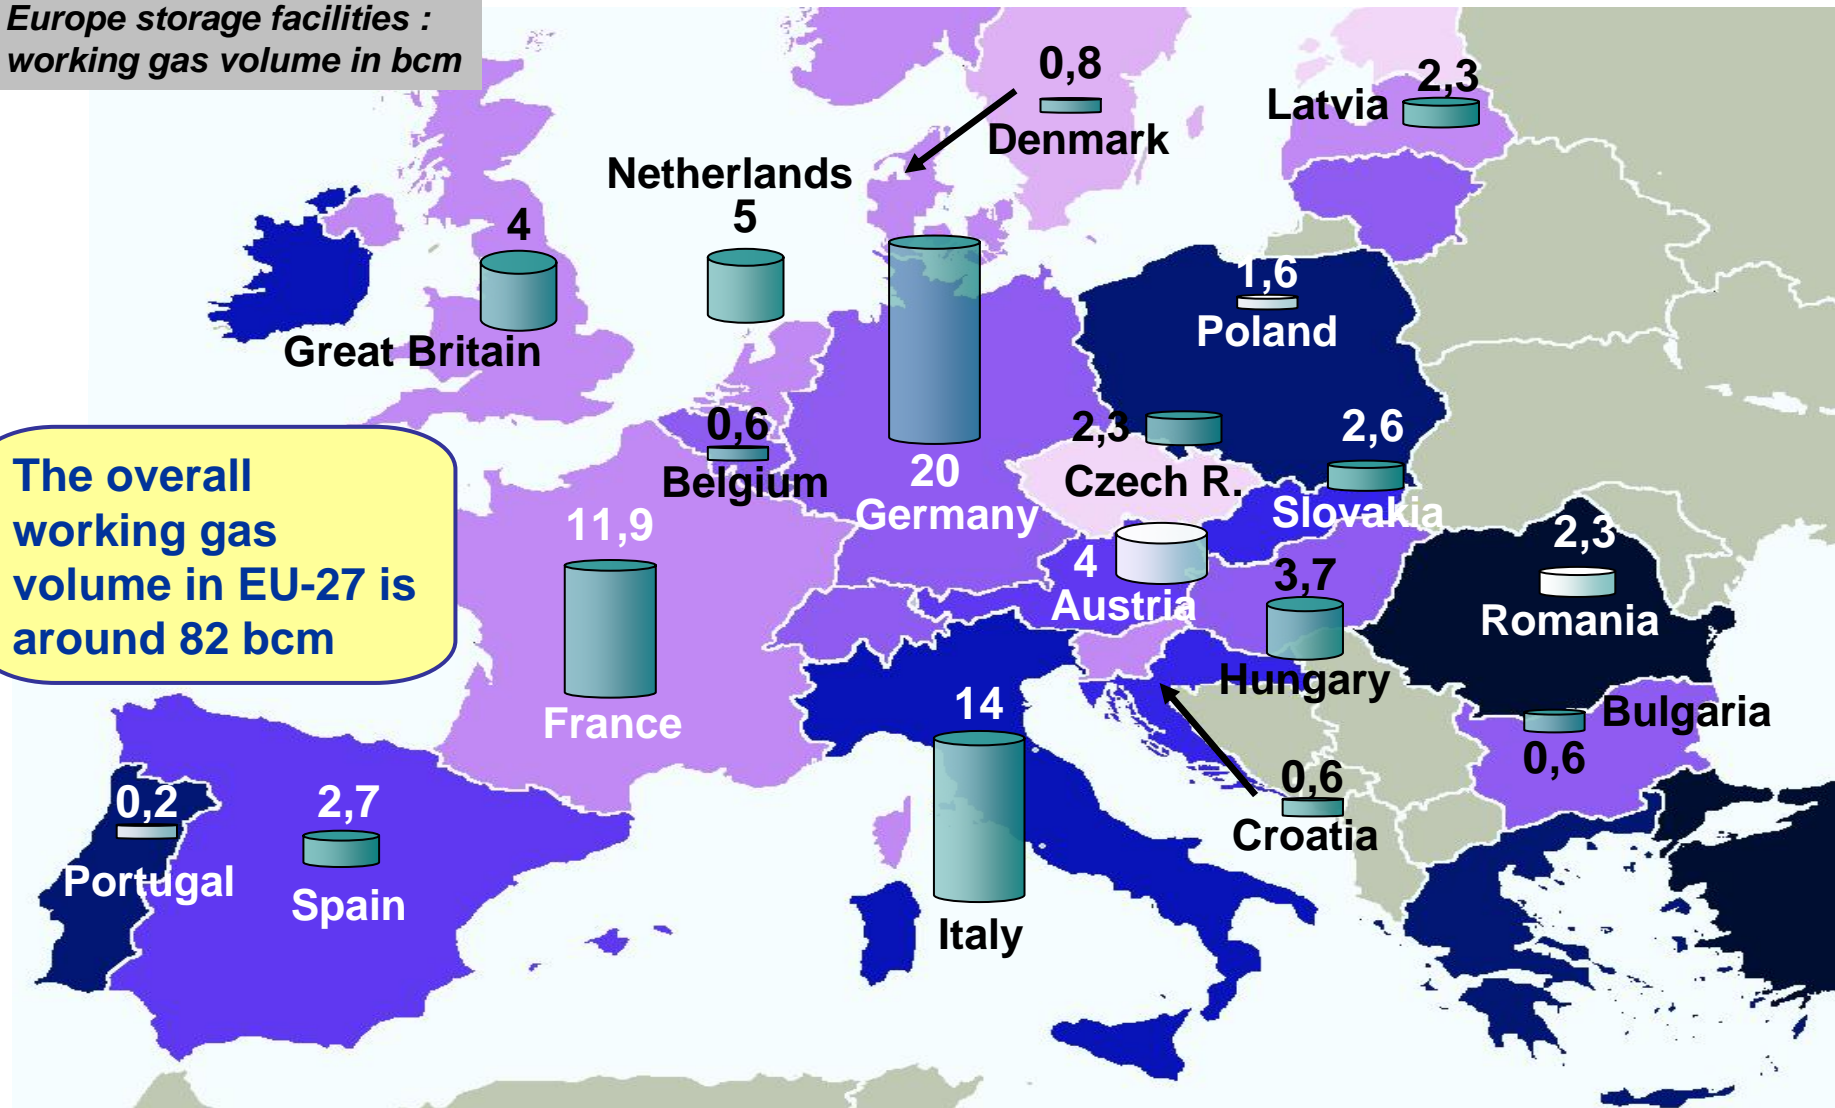 Europe storage facilities :
working gas volume in bcm
0,8
Denmark
2,3
Latvia
Netherlands
5
4
Great Britain
1,6
Poland
0,6
Belgium
20
Germany
2,3
Czech R.
2,6
Slovakia
The overall
working gas
volume in EU-27 is
around 82 bcm
11,9
France
4
Austria
3,7
Hungary
2,3
Romania
14
Italy
Bulgaria
0,6
0,6
Croatia
0,2
Portugal
2,7
Spain